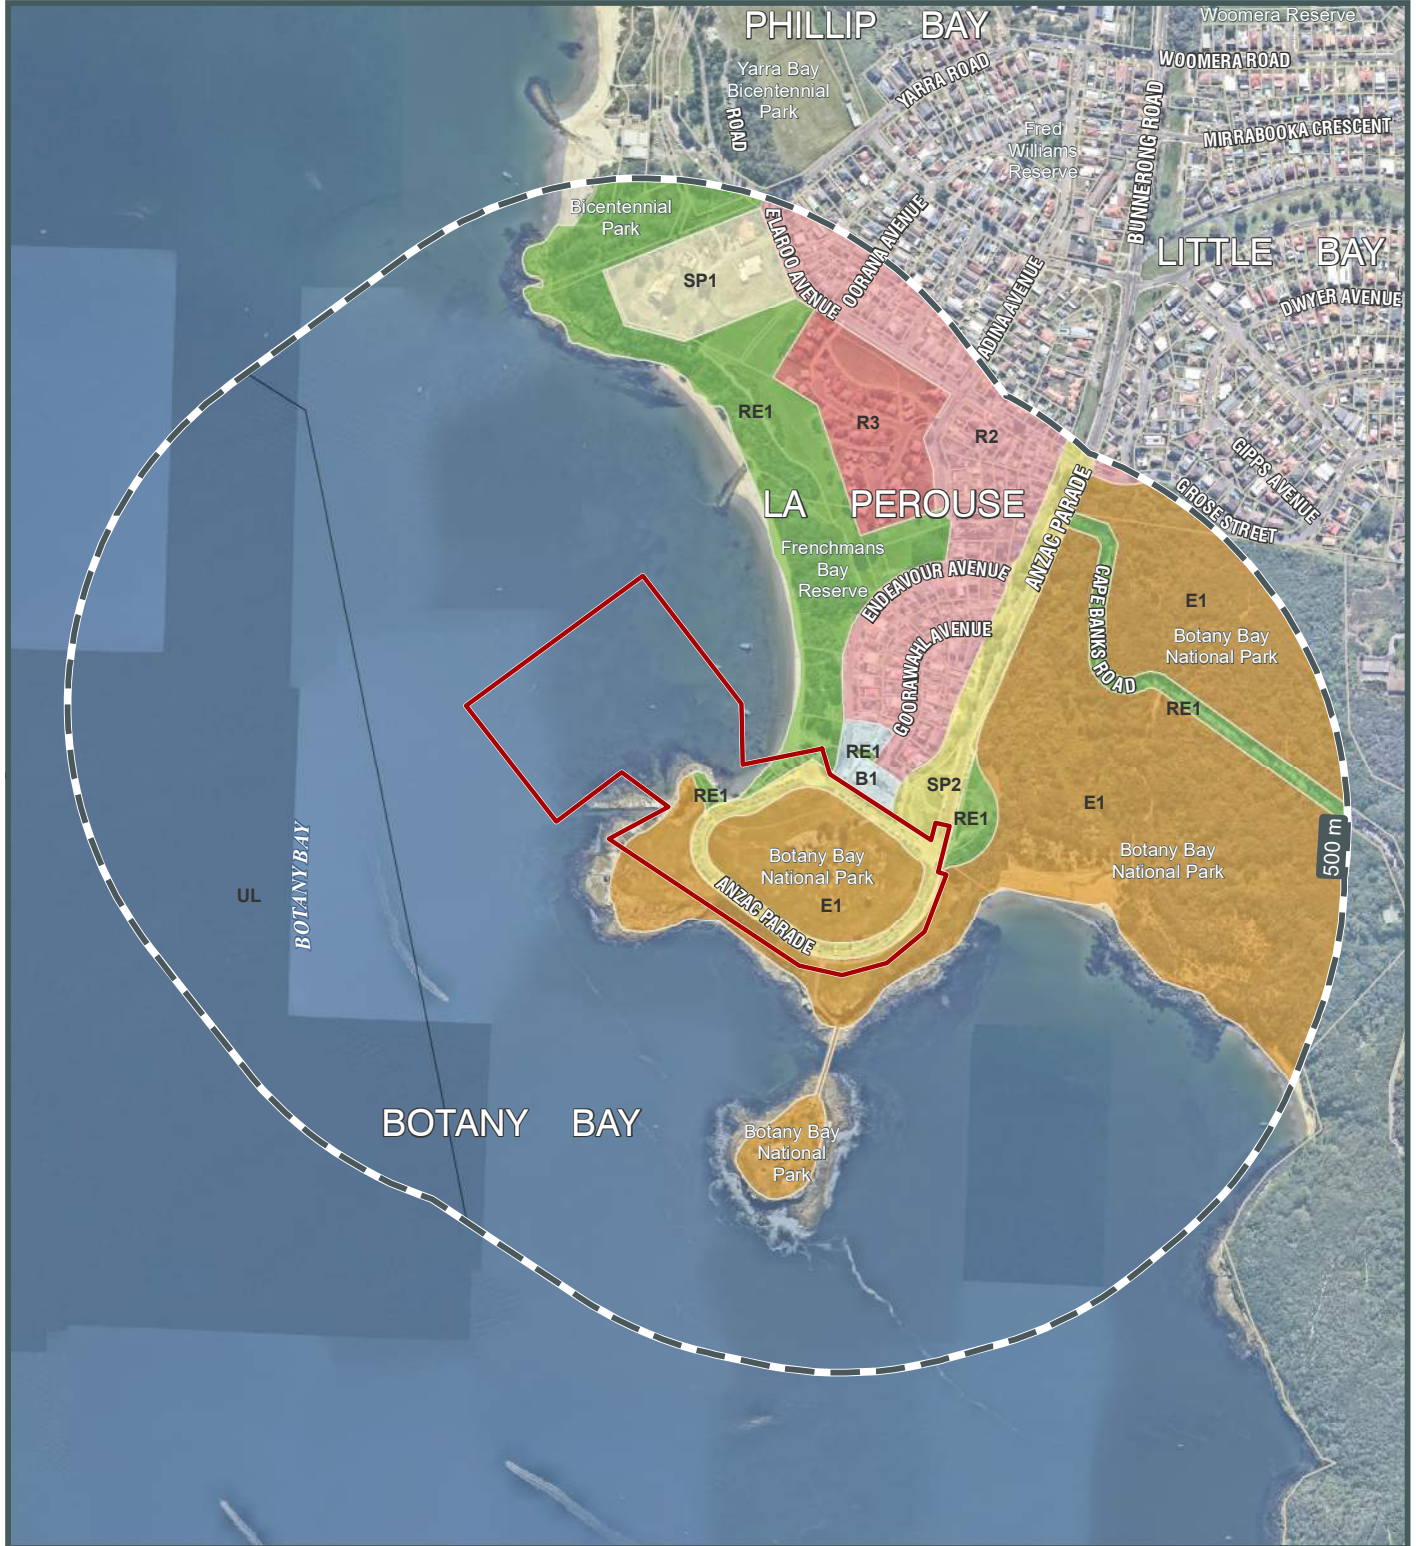 PHILLIP BAY
Woomera Reserve
WOOMERA ROAD
Yarra Bay
Bicentennial
Park
YARRA ROAD
ROAD
Fred
Williams
Reserve
BUNNERONG ROAD
MIRRABOOKA CRESCENT
Bicentennial
Park
ELAROO AVENUE
OORANA AVENUE
LITTLE BAY
SP1
ADINA AVENUE
DWYER AVENUE
RE1
R3
R2
GIPPS AVENUE
GROSE STREET
LA PEROUSE
ANZAC PARADE
Frenchmans
Bay
Reserve
ENDEAVOUR AVENUE
CAPE BANKS ROAD
E1
Botany Bay
National Park
GOORAWAHL AVENUE
RE1
RE1
B1
SP2
RE1
RE1
E1
500 m
Botany Bay
National Park
Botany Bay
National Park
E1
ANZAC PARADE
UL
BOTANY BAY
BOTANY BAY
Botany Bay
National
Park